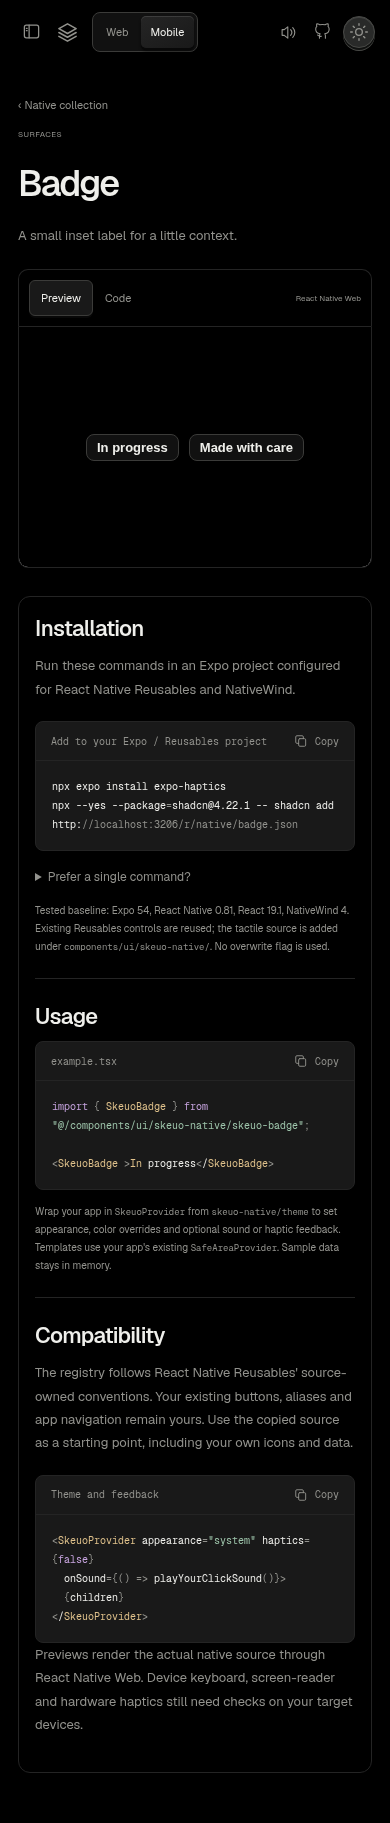 Web Mobile
‹ Native collection
SURFACES
Badge
A small inset label for a little context.
Preview Code React Native Web
In progress Made with care
Installation
Run these commands in an Expo project configured
for React Native Reusables and NativeWind.
Add to your Expo / Reusables project Copy
npx expo install expo-haptics
npx --yes --package=shadcn@4.22.1 -- shadcn add
http://localhost:3206/r/native/badge.json
▶ Prefer a single command?
Tested baseline: Expo 54, React Native 0.81, React 19.1, NativeWind 4.
Existing Reusables controls are reused; the tactile source is added
under components/ui/skeuo-native/. No overwrite flag is used.
Usage
example.tsx Copy
import { SkeuoBadge } from
"@/components/ui/skeuo-native/skeuo-badge";
<SkeuoBadge >In progress</SkeuoBadge>
Wrap your app in SkeuoProvider from skeuo-native/theme to set
appearance, color overrides and optional sound or haptic feedback.
Templates use your app's existing SafeAreaProvider. Sample data
stays in memory.
Compatibility
The registry follows React Native Reusables' source-
owned conventions. Your existing buttons, aliases and
app navigation remain yours. Use the copied source
as a starting point, including your own icons and data.
Theme and feedback Copy
<SkeuoProvider appearance="system" haptics=
{false}
onSound={() => playYourClickSound()}>
{children}
</SkeuoProvider>
Previews render the actual native source through
React Native Web. Device keyboard, screen-reader
and hardware haptics still need checks on your target
devices.